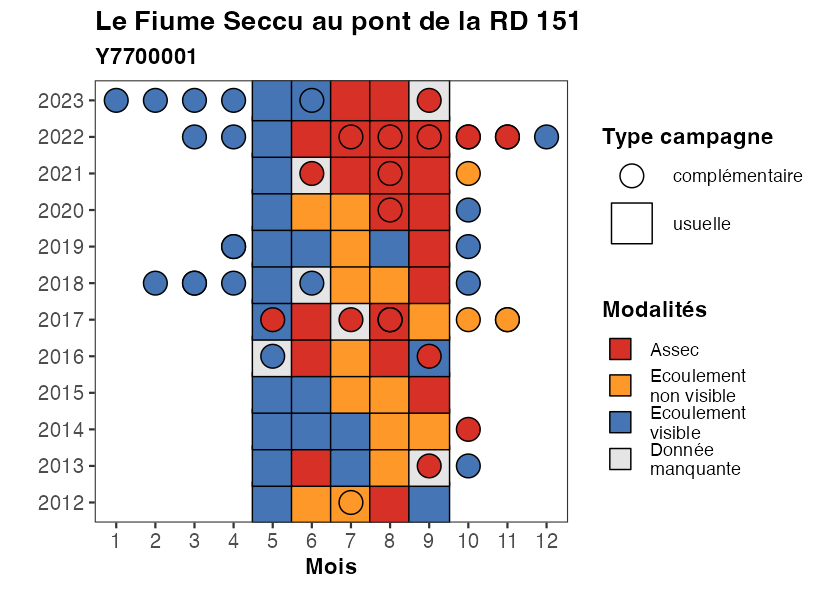 Le Fiume Seccu au pont de la RD 151
Y7700001
2023
2022
2021
2020
2019
2018
2017
2016
2015
2014
2013
2012
1 2 3 4 5 6 7 8 9 10 11 12
Mois
Type campagne
complémentaire
usuelle
Modalités
Assec
Ecoulement
non visible
Ecoulement
visible
Donnée
manquante